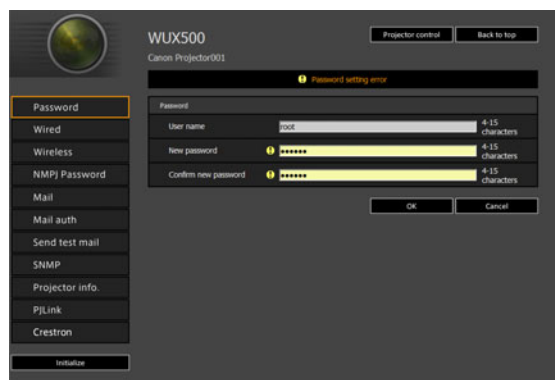 WUX500
Projector control
Back to top
Canon Projector001
Password setting error
Password
Wired
Wireless
NMPJ Password
Mail
Mail auth
Send test mail
SNMP
Projector info.
PJLink
Crestron
Initialize
Password
User name
root
4-15
characters
New password
••••••
4-15
characters
Confirm new password
••••••
4-15
characters
OK
Cancel